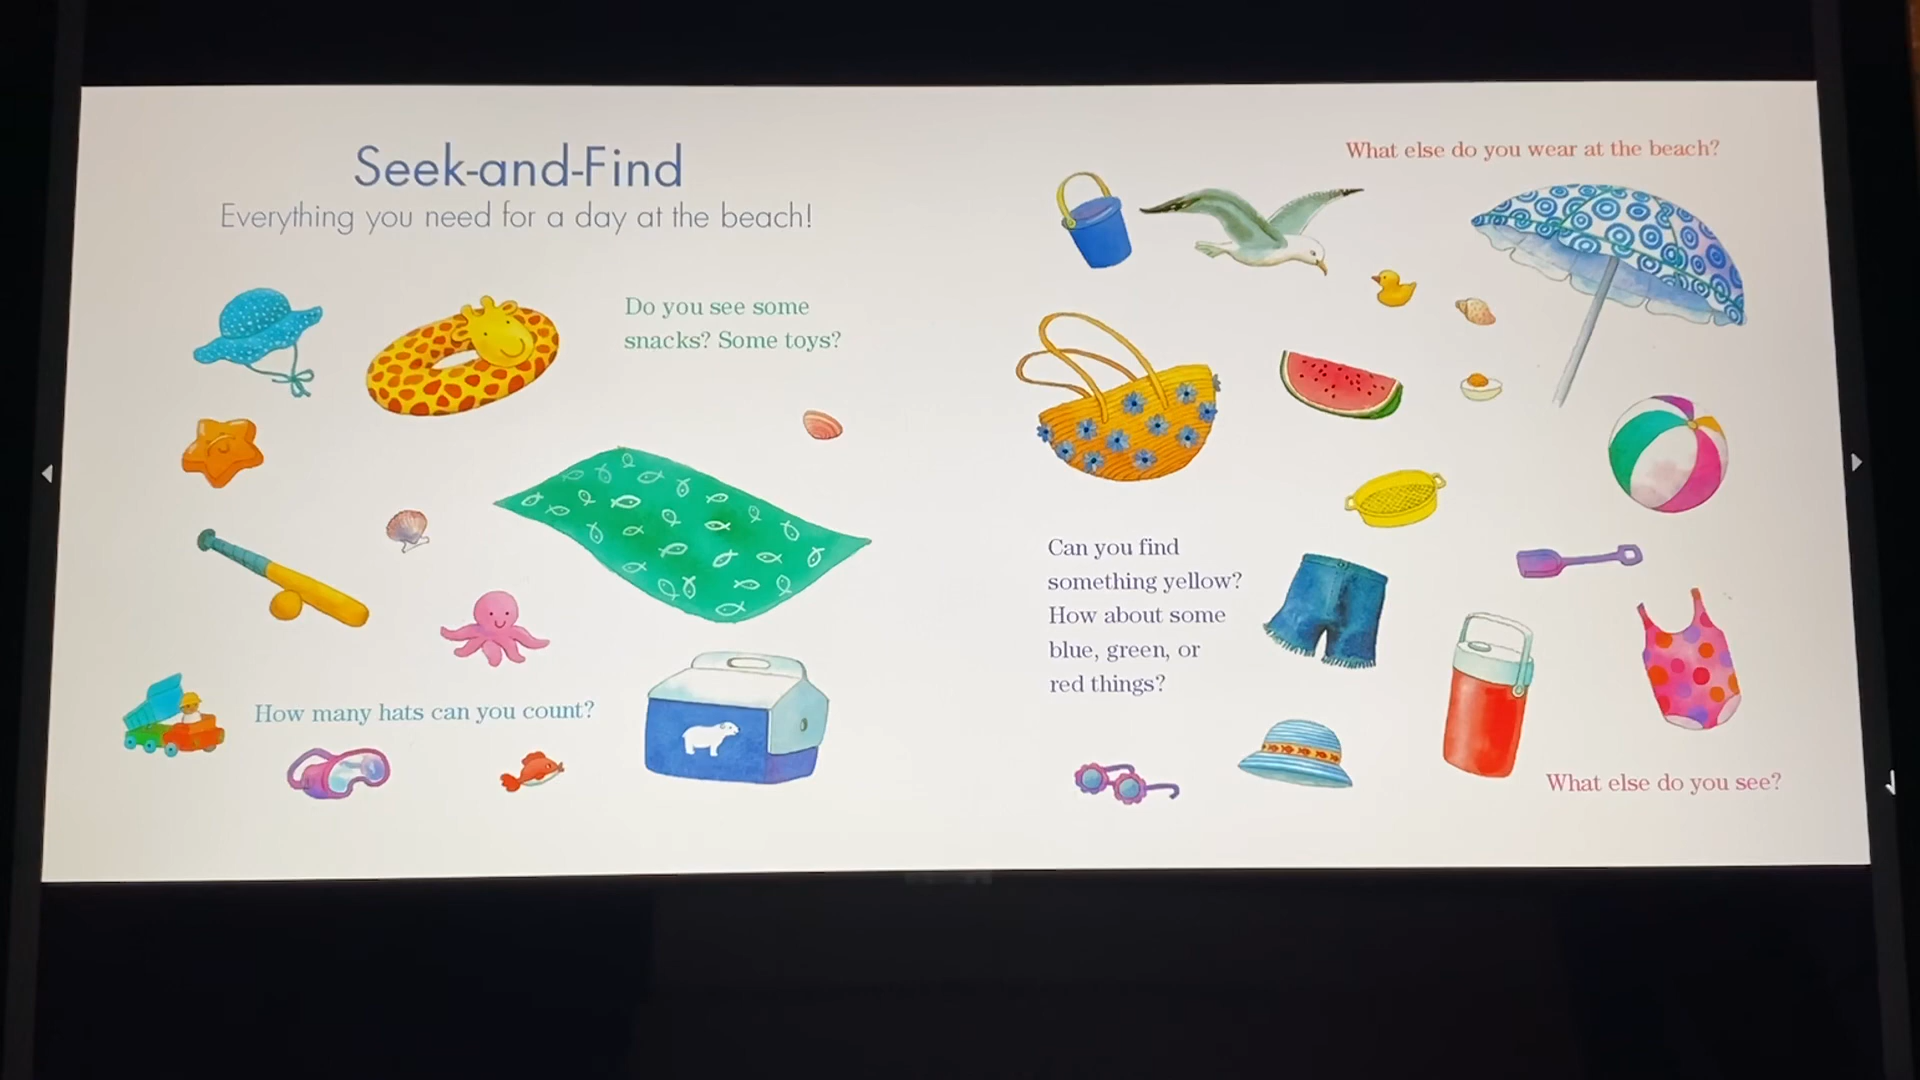 Seek-and-Find
Everything you need for a day at the beach!
Do you see some
snacks? Some toys?
How many hats can you count?
What else do you wear at the beach?
Can you find
something yellow?
How about some
blue, green, or
red things?
What else do you see?